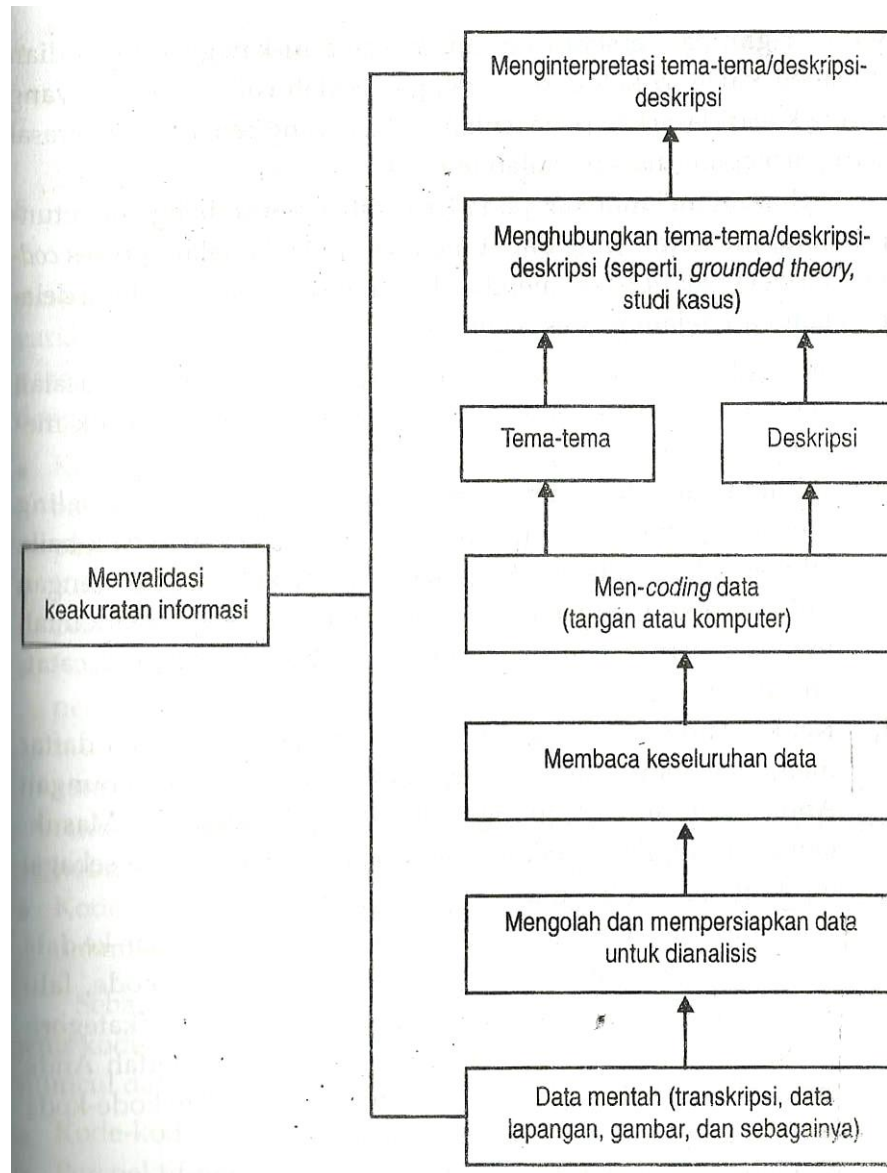 Menginterpretasi tema-tema/deskripsi-
deskripsi
Menghubungkan tema-tema/deskripsi-
deskripsi (seperti, grounded theory,
studi kasus)
Tema-tema
Deskripsi
Menvalidasi
keakuratan informasi
Men-coding data
(tangan atau komputer)
Membaca keseluruhan data
Mengolah dan mempersiapkan data
untuk dianalisis
Data mentah (transkripsi, data
lapangan, gambar, dan sebagainya)